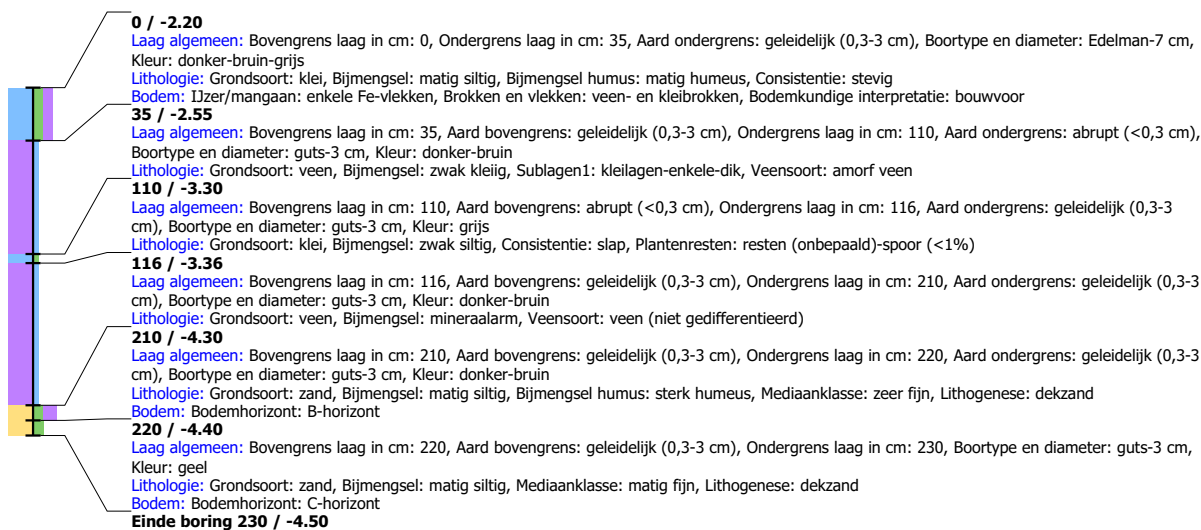 0 / -2.20
Laag algemeen: Bovengrens laag in cm: 0, Ondergrens laag in cm: 35, Aard ondergrens: geleidelijk (0,3-3 cm), Boortype en diameter: Edelman-7 cm,
Kleur: donker-bruin-grijs
Lithologie: Grondsoort: klei, Bijmengsel: matig siltig, Bijmengsel humus: matig humeus, Consistentie: stevig
Bodem: IJzer/mangaan: enkele Fe-vlekken, Brokken en vlekken: veen- en kleibrokken, Bodemkundige interpretatie: bouwvoor
35 / -2.55
Laag algemeen: Bovengrens laag in cm: 35, Aard bovengrens: geleidelijk (0,3-3 cm), Ondergrens laag in cm: 110, Aard ondergrens: abrupt (<0,3 cm),
Boortype en diameter: guts-3 cm, Kleur: donker-bruin
Lithologie: Grondsoort: veen, Bijmengsel: zwak kleiig, Sublagen1: kleilagen-enkele-dik, Veensoort: amorf veen
110 / -3.30
Laag algemeen: Bovengrens laag in cm: 110, Aard bovengrens: abrupt (<0,3 cm), Ondergrens laag in cm: 116, Aard ondergrens: geleidelijk (0,3-3
cm), Boortype en diameter: guts-3 cm, Kleur: grijs
Lithologie: Grondsoort: klei, Bijmengsel: zwak siltig, Consistentie: slap, Plantenresten: resten (onbepaald)-spoor (<1%)
116 / -3.36
Laag algemeen: Bovengrens laag in cm: 116, Aard bovengrens: geleidelijk (0,3-3 cm), Ondergrens laag in cm: 210, Aard ondergrens: geleidelijk (0,3-3
cm), Boortype en diameter: guts-3 cm, Kleur: donker-bruin
Lithologie: Grondsoort: veen, Bijmengsel: mineraalarm, Veensoort: veen (niet gedifferentieerd)
210 / -4.30
Laag algemeen: Bovengrens laag in cm: 210, Aard bovengrens: geleidelijk (0,3-3 cm), Ondergrens laag in cm: 220, Aard ondergrens: geleidelijk (0,3-3
cm), Boortype en diameter: guts-3 cm, Kleur: donker-bruin
Lithologie: Grondsoort: zand, Bijmengsel: matig siltig, Bijmengsel humus: sterk humeus, Mediaanklasse: zeer fijn, Lithogenese: dekzand
Bodem: Bodemhorizont: B-horizont
220 / -4.40
Laag algemeen: Bovengrens laag in cm: 220, Aard bovengrens: geleidelijk (0,3-3 cm), Ondergrens laag in cm: 230, Boortype en diameter: guts-3 cm,
Kleur: geel
Lithologie: Grondsoort: zand, Bijmengsel: matig siltig, Mediaanklasse: matig fijn, Lithogenese: dekzand
Bodem: Bodemhorizont: C-horizont
Einde boring 230 / -4.50